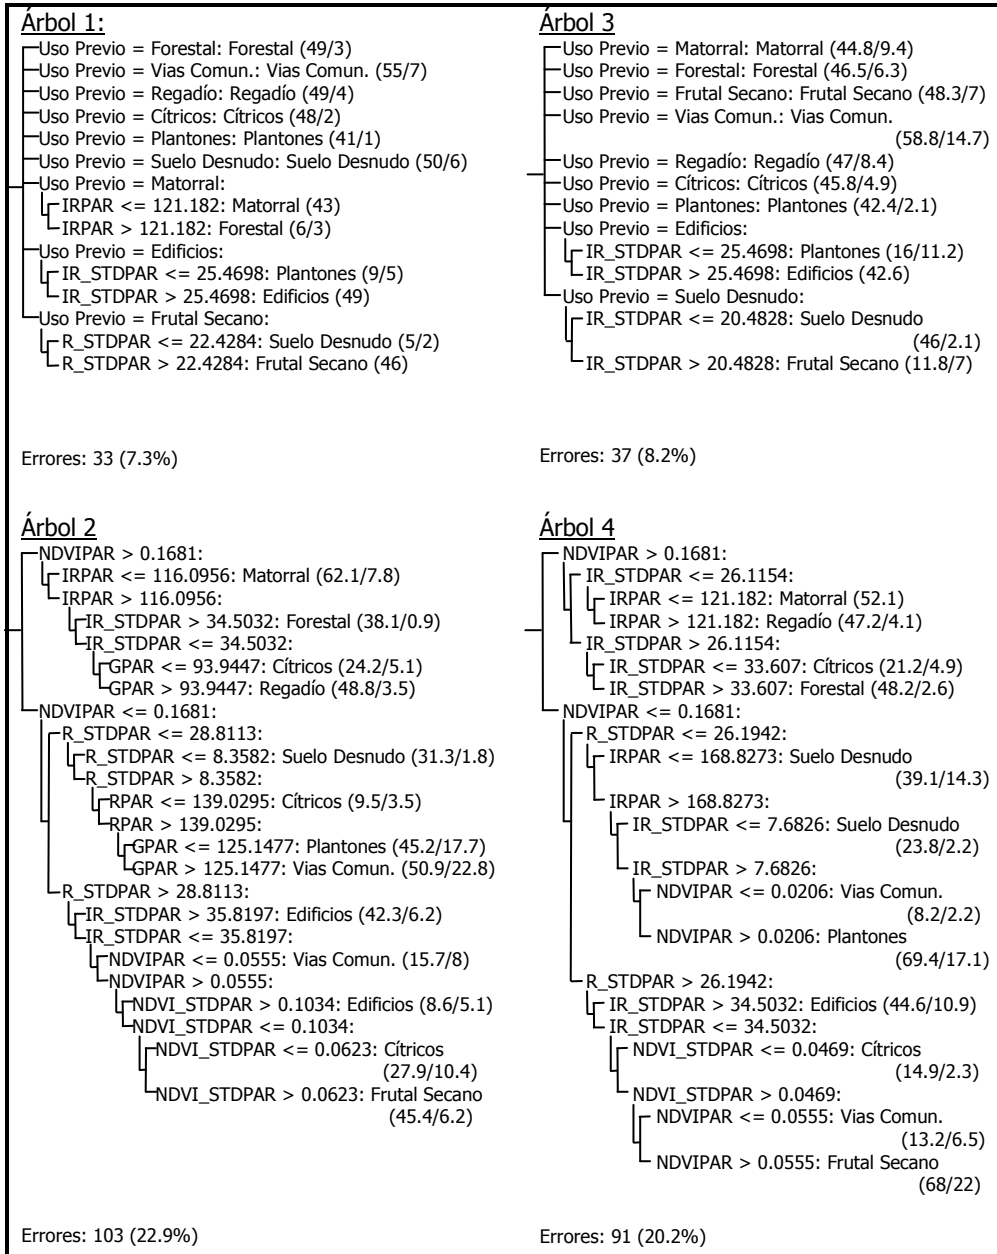 Árbol 1:
Uso Previo = Forestal: Forestal (49/3)
Uso Previo = Vias Comun.: Vias Comun. (55/7)
Uso Previo = Regadío: Regadío (49/4)
Uso Previo = Cítricos: Cítricos (48/2)
Uso Previo = Plantones: Plantones (41/1)
Uso Previo = Suelo Desnudo: Suelo Desnudo (50/6)
Uso Previo = Matorral:
IRPAR <= 121.182: Matorral (43)
IRPAR > 121.182: Forestal (6/3)
Uso Previo = Edificios:
IR_STDPAR <= 25.4698: Plantones (9/5)
IR_STDPAR > 25.4698: Edificios (49)
Uso Previo = Frutal Secano:
R_STDPAR <= 22.4284: Suelo Desnudo (5/2)
R_STDPAR > 22.4284: Frutal Secano (46)
Errores: 33 (7.3%)
Árbol 3
Uso Previo = Matorral: Matorral (44.8/9.4)
Uso Previo = Forestal: Forestal (46.5/6.3)
Uso Previo = Frutal Secano: Frutal Secano (48.3/7)
Uso Previo = Vias Comun.: Vias Comun.
(58.8/14.7)
Uso Previo = Regadío: Regadío (47/8.4)
Uso Previo = Cítricos: Cítricos (45.8/4.9)
Uso Previo = Plantones: Plantones (42.4/2.1)
Uso Previo = Edificios:
IR_STDPAR <= 25.4698: Plantones (16/11.2)
IR_STDPAR > 25.4698: Edificios (42.6)
Uso Previo = Suelo Desnudo:
IR_STDPAR <= 20.4828: Suelo Desnudo
(46/2.1)
IR_STDPAR > 20.4828: Frutal Secano (11.8/7)
Errores: 37 (8.2%)
Árbol 2
NDVIPAR > 0.1681:
IRPAR <= 116.0956: Matorral (62.1/7.8)
IRPAR > 116.0956:
IR_STDPAR > 34.5032: Forestal (38.1/0.9)
IR_STDPAR <= 34.5032:
GPAR <= 93.9447: Cítricos (24.2/5.1)
GPAR > 93.9447: Regadío (48.8/3.5)
NDVIPAR <= 0.1681:
R_STDPAR <= 28.8113:
R_STDPAR <= 8.3582: Suelo Desnudo (31.3/1.8)
R_STDPAR > 8.3582:
RPAR <= 139.0295: Cítricos (9.5/3.5)
RPAR > 139.0295:
GPAR <= 125.1477: Plantones (45.2/17.7)
GPAR > 125.1477: Vias Comun. (50.9/22.8)
R_STDPAR > 28.8113:
IR_STDPAR > 35.8197: Edificios (42.3/6.2)
IR_STDPAR <= 35.8197:
NDVIPAR <= 0.0555: Vias Comun. (15.7/8)
NDVIPAR > 0.0555:
NDVI_STDPAR > 0.1034: Edificios (8.6/5.1)
NDVI_STDPAR <= 0.1034:
NDVI_STDPAR <= 0.0623: Cítricos
(27.9/10.4)
NDVI_STDPAR > 0.0623: Frutal Secano
(45.4/6.2)
Errores: 103 (22.9%)
Árbol 4
NDVIPAR > 0.1681:
IR_STDPAR <= 26.1154:
IRPAR <= 121.182: Matorral (52.1)
IRPAR > 121.182: Regadío (47.2/4.1)
IR_STDPAR > 26.1154:
IR_STDPAR <= 33.607: Cítricos (21.2/4.9)
IR_STDPAR > 33.607: Forestal (48.2/2.6)
NDVIPAR <= 0.1681:
R_STDPAR <= 26.1942:
IRPAR <= 168.8273: Suelo Desnudo
(39.1/14.3)
IRPAR > 168.8273:
IR_STDPAR <= 7.6826: Suelo Desnudo
(23.8/2.2)
IR_STDPAR > 7.6826:
NDVIPAR <= 0.0206: Vias Comun.
(8.2/2.2)
NDVIPAR > 0.0206: Plantones
(69.4/17.1)
R_STDPAR > 26.1942:
IR_STDPAR > 34.5032: Edificios (44.6/10.9)
IR_STDPAR <= 34.5032:
NDVI_STDPAR <= 0.0469: Cítricos
(14.9/2.3)
NDVI_STDPAR > 0.0469:
NDVIPAR <= 0.0555: Vias Comun.
(13.2/6.5)
NDVIPAR > 0.0555: Frutal Secano
(68/22)
Errores: 91 (20.2%)